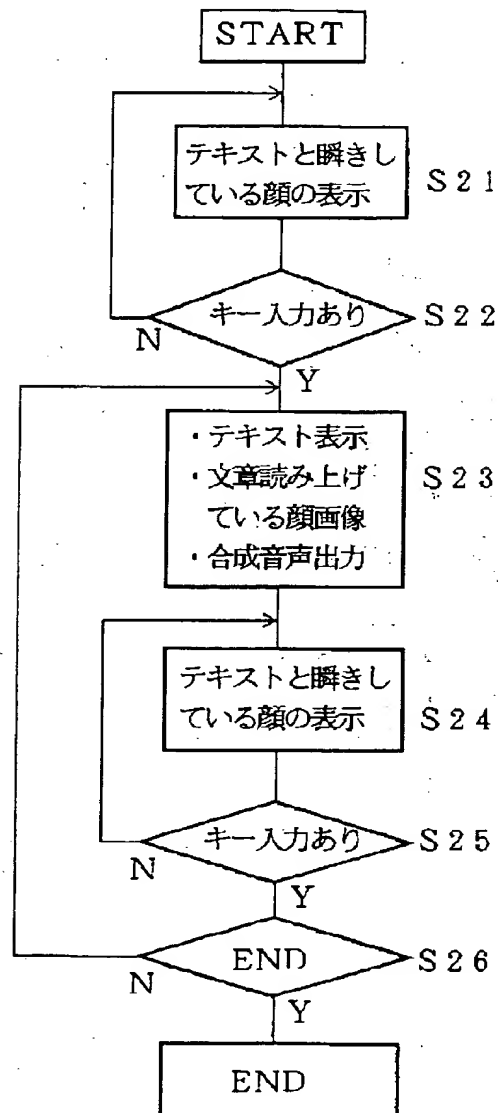 START
テキストと瞬きし
ている顔の表示
S21
キー入力あり
S22
N
Y
・テキスト表示
・文章読み上げ
ている顔画像
・合成音声出力
S23
テキストと瞬きし
ている顔の表示
S24
キー入力あり
S25
N
Y
END
S26
N
Y
END